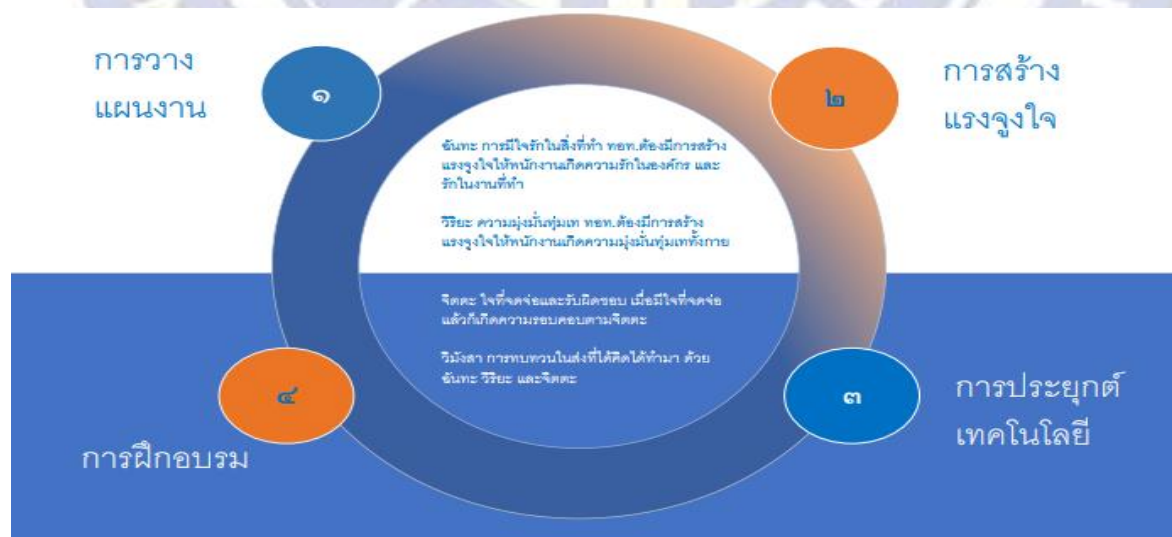 การวาง
แผนงาน
๑
๒
การสร้าง
แรงจูงใจ
ฉันทะ การมีใจรักในสิ่งที่ทำ ทอท.ต้องมีการสร้าง
แรงจูงใจให้พนักงานเกิดความรักในองค์กร และ
รักในงานที่ทำ
วิริยะ ความมุ่งมั่นทุ่มเท ทอท.ต้องมีการสร้าง
แรงจูงใจให้พนักงานเกิดความมุ่งมั่นทุ่มเททั้งกาย
จิตตะ ใจที่จดจ่อและรับผิดชอบ เมื่อมีใจที่จดจ่อ
แล้วก็เกิดความรอบคอบตามจิตตะ
วิมังสา การทบทวนในส่งที่ได้คิดได้ทำมา ด้วย
ฉันทะ วิริยะ และจิตตะ
๔
๓
การประยุกต์
เทคโนโลยี
การฝึกอบรม